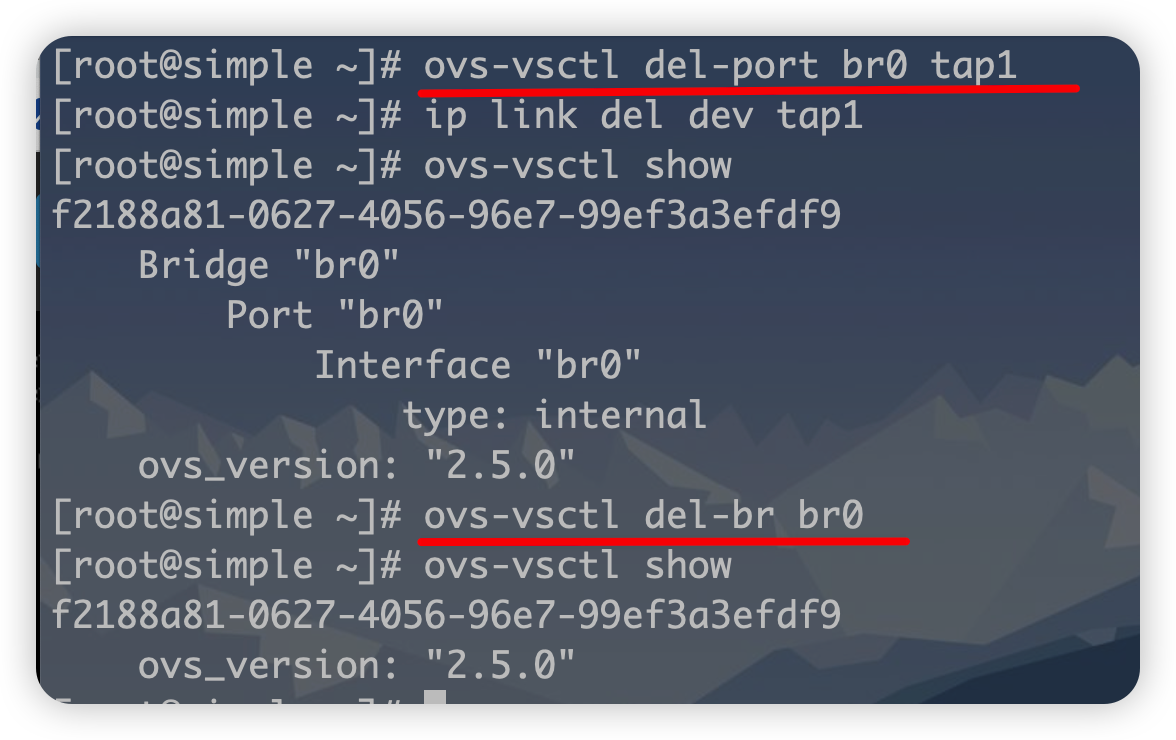 [root@simple ~]# ovs-vsctl del-port br0 tap1
[root@simple ~]# ip link del dev tap1
[root@simple ~]# ovs-vsctl show
f2188a81-0627-4056-96e7-99ef3a3efdf9
    Bridge "br0"
        Port "br0"
            Interface "br0"
                type: internal
    ovs_version: "2.5.0"
[root@simple ~]# ovs-vsctl del-br br0
[root@simple ~]# ovs-vsctl show
f2188a81-0627-4056-96e7-99ef3a3efdf9
    ovs_version: "2.5.0"